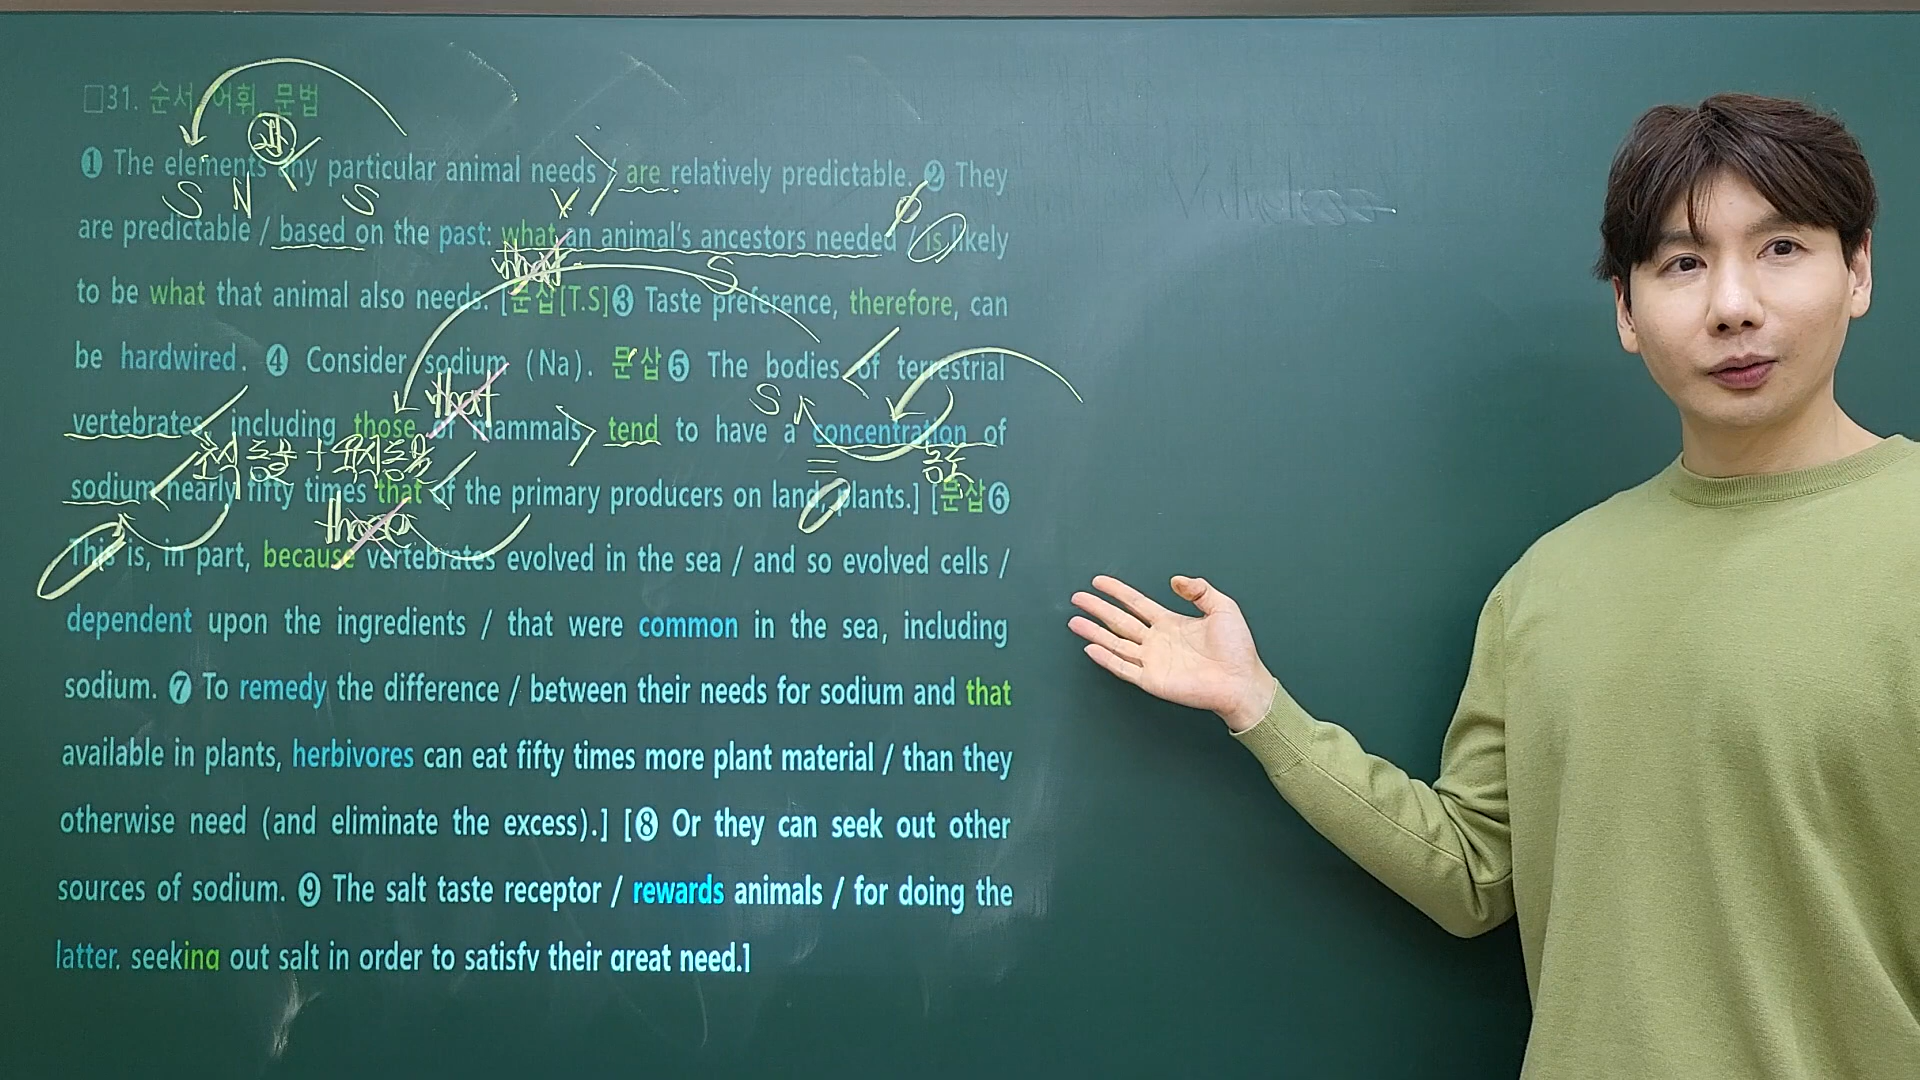 □31. 순서, 어휘, 문법
❶ The elements any particular animal needs / are relatively predictable. ❷ They
S N S V
are predictable / based on the past: what an animal's ancestors needed / is likely
that S
to be what that animal also needs. [문삽[T.S]❸ Taste preference, therefore, can
be hardwired. ❹ Consider sodium (Na). 문삽❺ The bodies of terrestrial
that S
vertebrates, including those of mammals, tend to have a concentration of
sodium nearly fifty times that of the primary producers on land, plants.] [문삽❻
those
This is, in part, because vertebrates evolved in the sea / and so evolved cells /
dependent upon the ingredients / that were common in the sea, including
sodium. ❼ To remedy the difference / between their needs for sodium and that
available in plants, herbivores can eat fifty times more plant material / than they
otherwise need (and eliminate the excess).] [❽ Or they can seek out other
sources of sodium. ❾ The salt taste receptor / rewards animals / for doing the
latter, seeking out salt in order to satisfy their great need.]